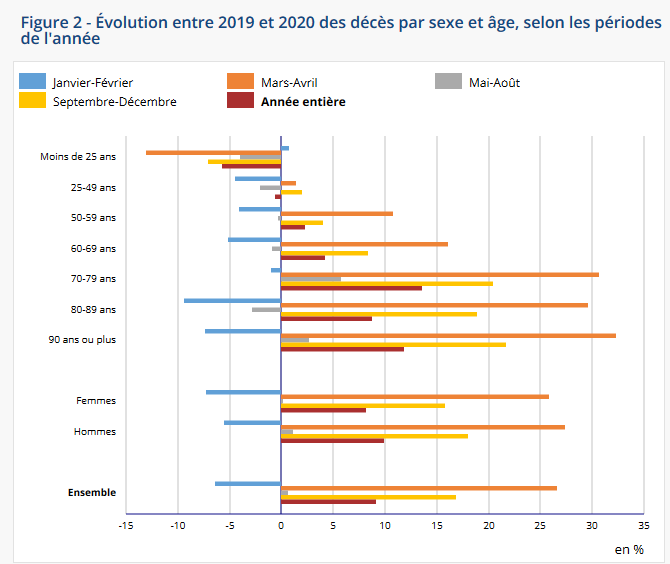 Figure 2 - Évolution entre 2019 et 2020 des décès par sexe et âge, selon les périodes
de l'année
Janvier-Février
Mars-Avril
Mai-Août
Septembre-Décembre
Année entière
Moins de 25 ans
25-49 ans
50-59 ans
60-69 ans
70-79 ans
80-89 ans
90 ans ou plus
Femmes
Hommes
Ensemble
-15 -10 -5 0 5 10 15 20 25 30 35
en %